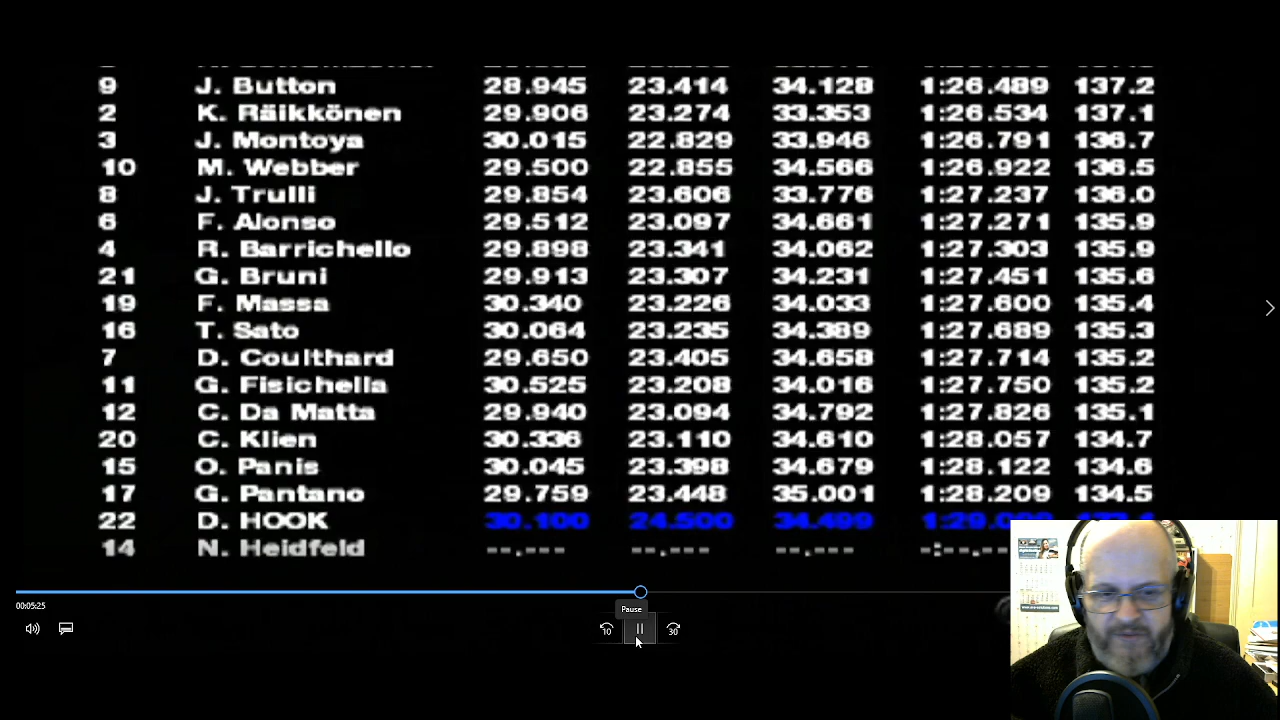 9 J. Button 28.945 23.414 34.128 1:26.489 137.2
2 K. Räikkönen 29.906 23.274 33.353 1:26.534 137.1
3 J. Montoya 30.015 22.829 33.946 1:26.791 136.7
10 M. Webber 29.500 22.855 34.566 1:26.922 136.5
8 J. Trulli 29.854 23.606 33.776 1:27.237 136.0
6 F. Alonso 29.512 23.097 34.661 1:27.271 135.9
4 R. Barrichello 29.898 23.341 34.062 1:27.303 135.9
21 G. Bruni 29.913 23.307 34.231 1:27.451 135.6
19 F. Massa 30.340 23.226 34.033 1:27.600 135.4
16 T. Sato 30.064 23.235 34.389 1:27.689 135.3
7 D. Coulthard 29.650 23.405 34.658 1:27.714 135.2
11 G. Fisichella 30.525 23.208 34.016 1:27.750 135.2
12 C. Da Matta 29.940 23.094 34.792 1:27.826 135.1
20 C. Klien 30.336 23.110 34.610 1:28.057 134.7
15 O. Panis 30.045 23.398 34.679 1:28.122 134.6
17 G. Pantano 29.759 23.448 35.001 1:28.209 134.5
22 D. HOOK 30.100 24.500 34.499
14 N. Heidfeld --.--- --.--- --.--- -:--.--
00:05:25
Pause
10
30